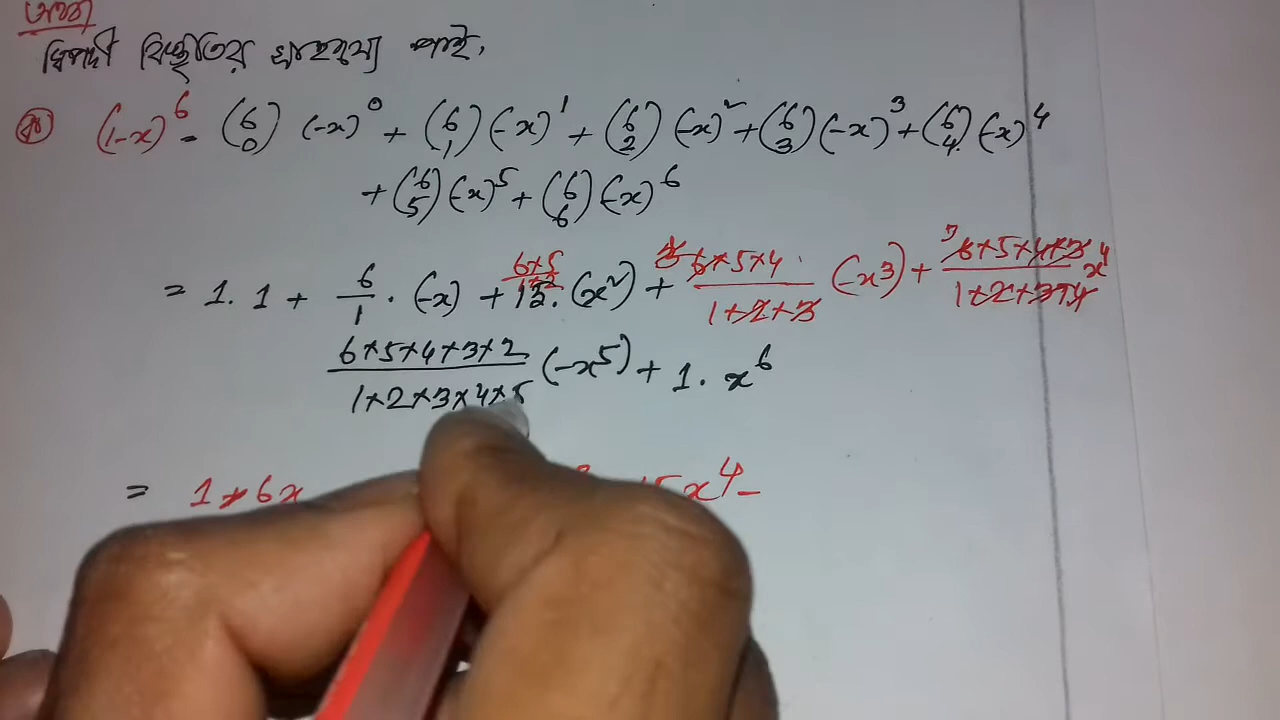 অথবা
দ্বিপদী বিস্তৃতির সাহায্যে পাই,
(1-x)^6 = (6 0) (-x)^0 + (6 1) (-x)^1 + (6 2) (-x)^2 + (6 3) (-x)^3 + (6 4) (-x)^4
+ (6 5) (-x)^5 + (6 6) (-x)^6
= 1. 1 + 6/1 · (-x) + 6×5/1×2 · (x^2) + 6×5×4/1×2×3 (-x^3) + 6×5×4×3/1×2×3×4 x^4
6×5×4×3×2/1×2×3×4×5 (-x^5) + 1. x^6
= 1-6x 15x^4 -